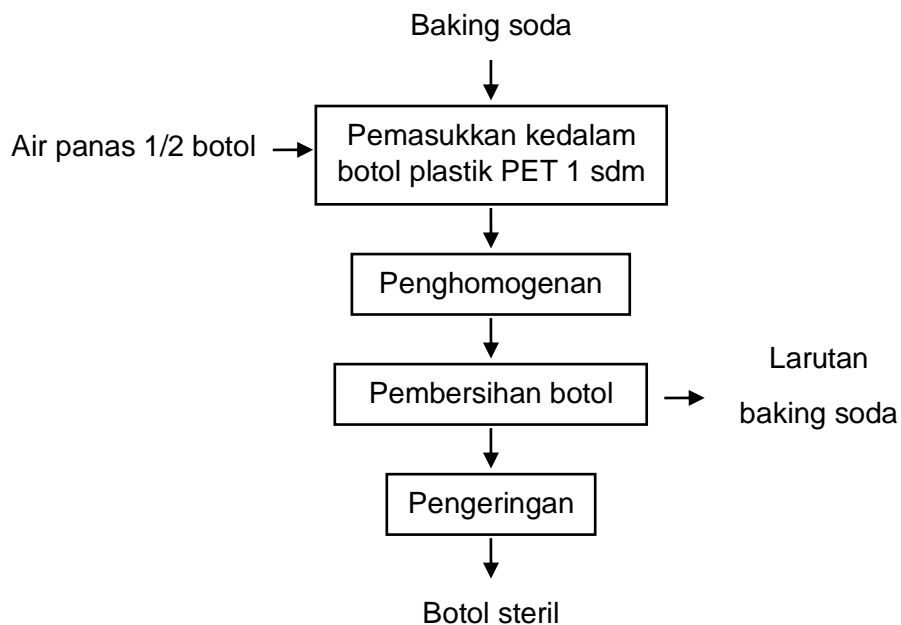 Baking soda
Air panas 1/2 botol
Pemasukkan kedalam
botol plastik PET 1 sdm
Penghomogenan
Pembersihan botol
Larutan
baking soda
Pengeringan
Botol steril